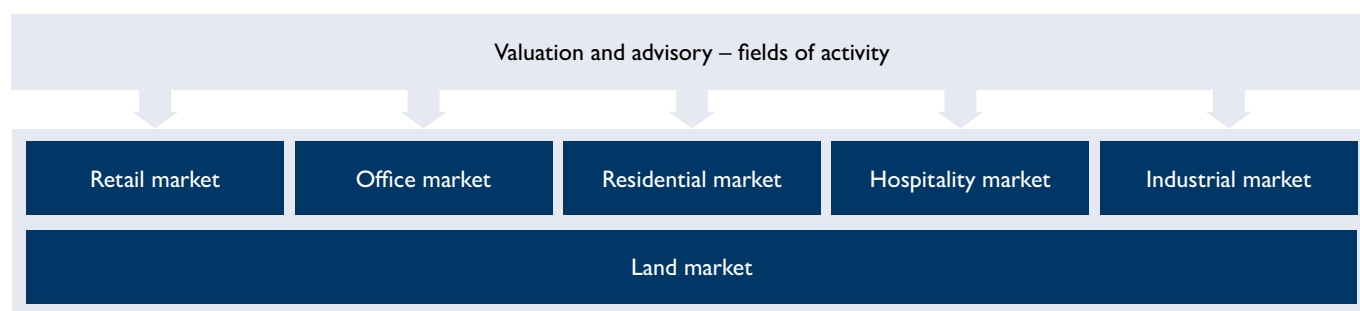 Valuation and advisory – fields of activity
Retail market
Office market
Residential market
Hospitality market
Industrial market
Land market